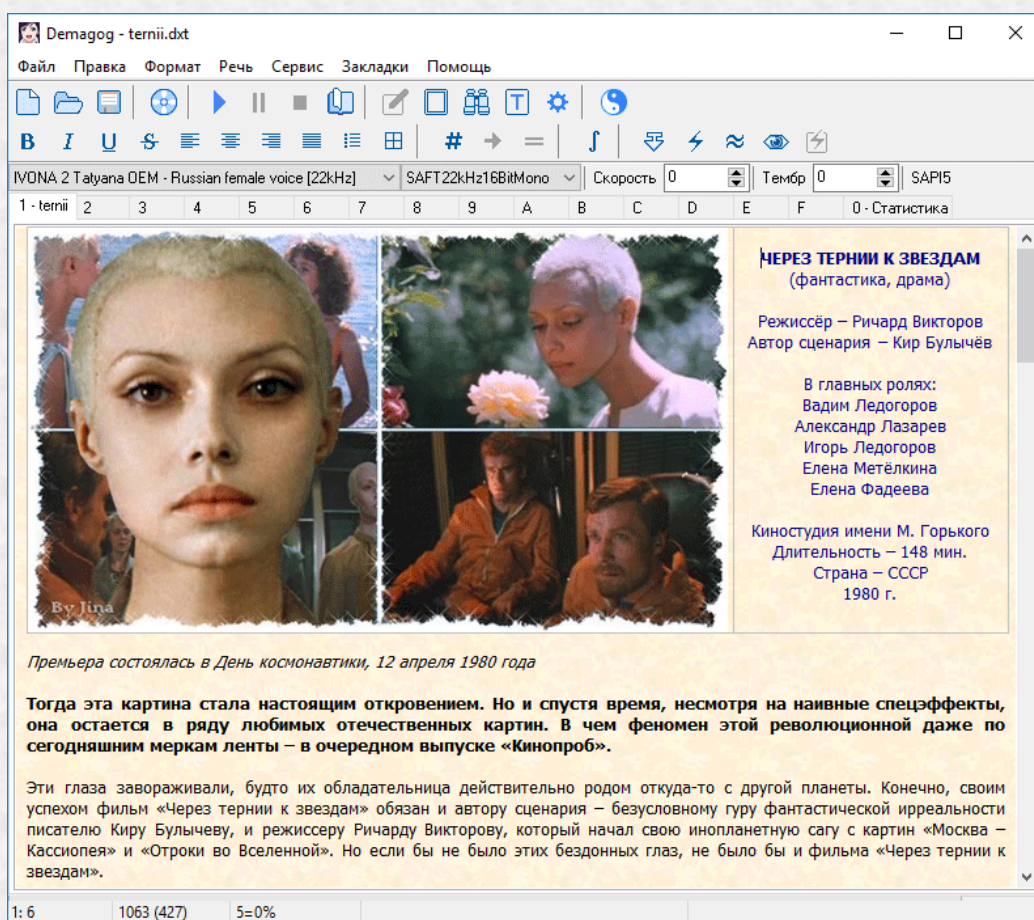 Demagog - ternii.dxt
Файл Правка Формат Речь Сервис Закладки Помощь
B I U S # T
IVONA 2 Tatyana OEM - Russian female voice [22kHz] SAFT22kHz16BitMono Скорость 0 Тембр 0 SAPI5
1 - ternii 2 3 4 5 6 7 8 9 A B C D E F 0 - Статистика
ЧЕРЕЗ ТЕРНИИ К ЗВЕЗДАМ
(фантастика, драма)
Режиссёр – Ричард Викторов
Автор сценария – Кир Булычёв
В главных ролях:
Вадим Ледогоров
Александр Лазарев
Игорь Ледогоров
Елена Метёлкина
Елена Фадеева
Киностудия имени М. Горького
Длительность – 148 мин.
Страна – СССР
1980 г.
By Jina
Премьера состоялась в День космонавтики, 12 апреля 1980 года
Тогда эта картина стала настоящим откровением. Но и спустя время, несмотря на наивные спецэффекты,
она остается в ряду любимых отечественных картин. В чем феномен этой революционной даже по
сегодняшним меркам ленты – в очередном выпуске «Кинопроб».
Эти глаза завораживали, будто их обладательница действительно родом откуда-то с другой планеты. Конечно, своим
успехом фильм «Через тернии к звездам» обязан и автору сценария – безусловному гуру фантастической ирреальности
писателю Киру Булычеву, и режиссеру Ричарду Викторову, который начал свою инопланетную сагу с картин «Москва –
Кассиопея» и «Отроки во Вселенной». Но если бы не было этих бездонных глаз, не было бы и фильма «Через тернии к
звездам».
1: 6 1063 (427) 5=0%